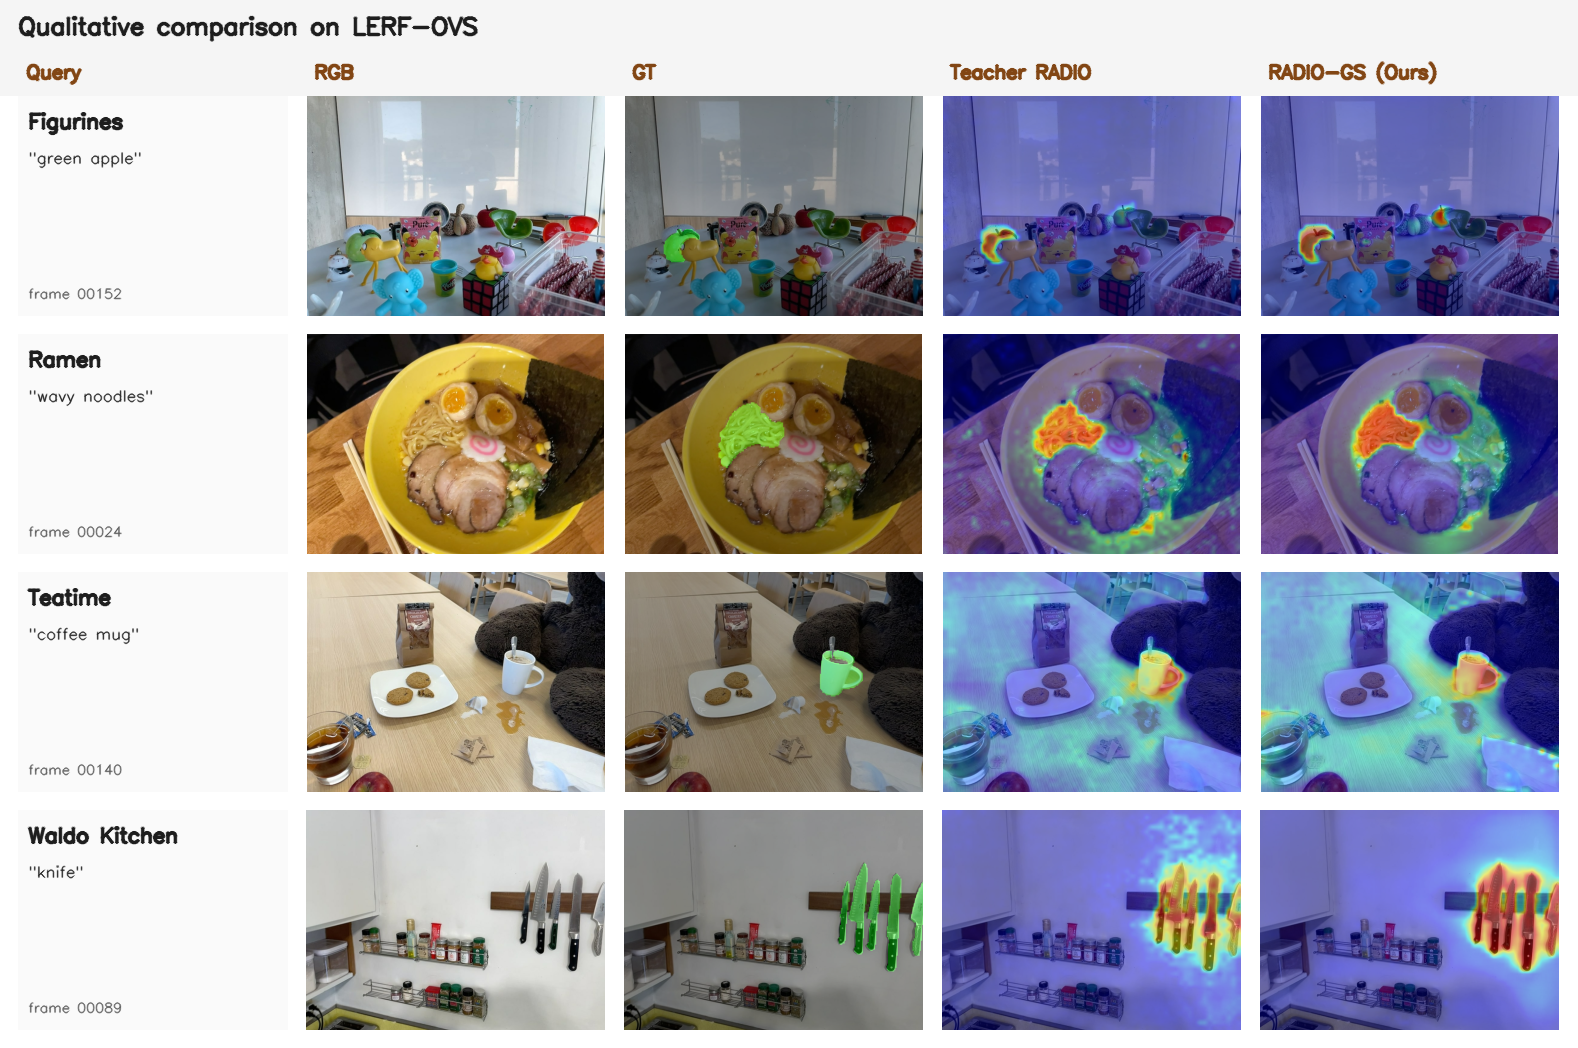 Qualitative comparison on LERF-OVS
Query RGB GT Teacher RADIO RADIO-GS (Ours)
Figurines
"green apple"
frame 00152
Ramen
"wavy noodles"
frame 00024
Teatime
"coffee mug"
frame 00140
Waldo Kitchen
"knife"
frame 00089